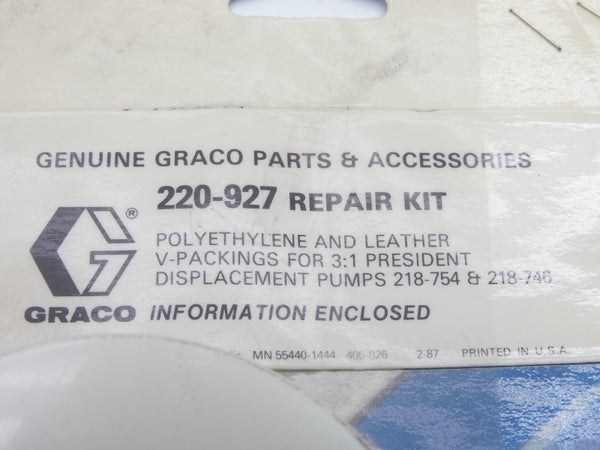 GENUINE GRACO PARTS & ACCESSORIES
220-927 REPAIR KIT
®
POLYETHYLENE AND LEATHER
V-PACKINGS FOR 3:1 PRESIDENT
DISPLACEMENT PUMPS 218-754 & 218-746
GRACO INFORMATION ENCLOSED
MN 55440-1444 406-826 2-87 PRINTED IN U.S.A.